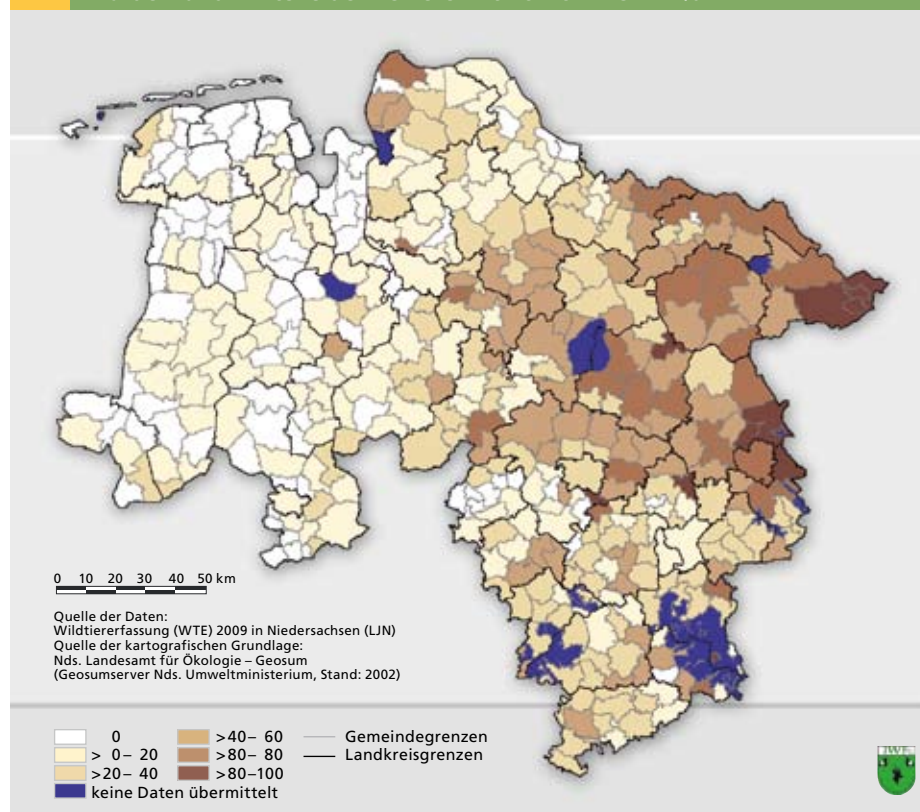 0 10 20 30 40 50 km
Quelle der Daten:
Wildtiererfassung (WTE) 2009 in Niedersachsen (LJN)
Quelle der kartografischen Grundlage:
Nds. Landesamt für Ökologie – Geosum
(Geosumserver Nds. Umweltministerium, Stand: 2002)
0 >40– 60 Gemeindegrenzen
> 0– 20 >80– 80 Landkreisgrenzen
>20– 40 >80–100
keine Daten übermittelt